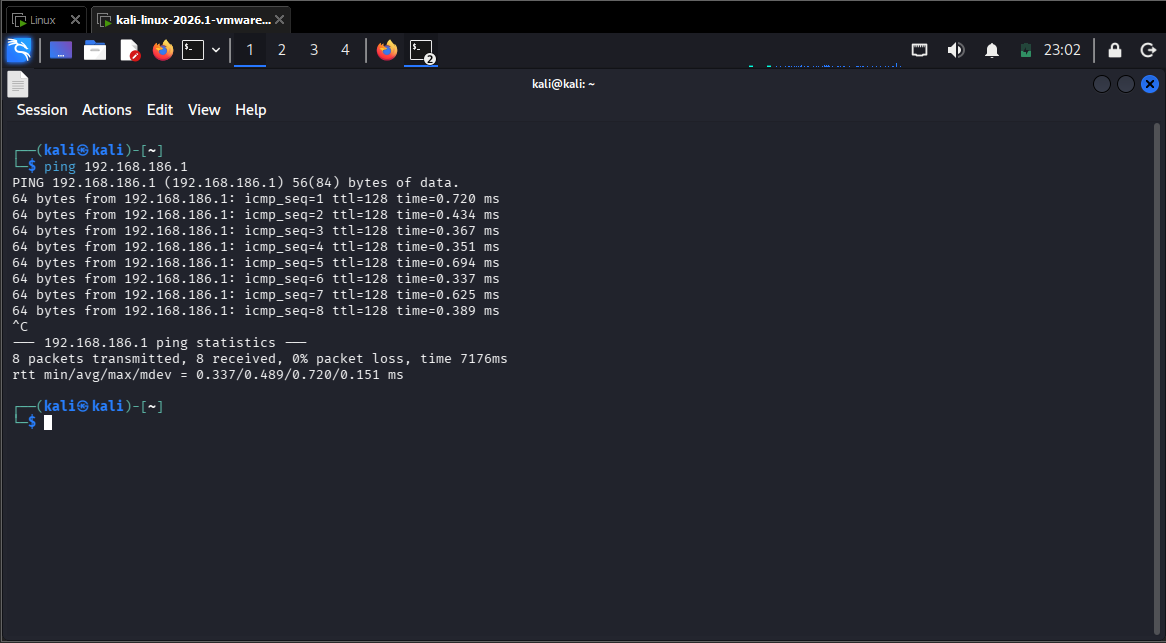 Linux
kali-linux-2026.1-vmware...
1 2 3 4
2
23:02
kali@kali: ~
Session Actions Edit View Help
┌──(kali㉿kali)-[~]
└─$ ping 192.168.186.1
PING 192.168.186.1 (192.168.186.1) 56(84) bytes of data.
64 bytes from 192.168.186.1: icmp_seq=1 ttl=128 time=0.720 ms
64 bytes from 192.168.186.1: icmp_seq=2 ttl=128 time=0.434 ms
64 bytes from 192.168.186.1: icmp_seq=3 ttl=128 time=0.367 ms
64 bytes from 192.168.186.1: icmp_seq=4 ttl=128 time=0.351 ms
64 bytes from 192.168.186.1: icmp_seq=5 ttl=128 time=0.694 ms
64 bytes from 192.168.186.1: icmp_seq=6 ttl=128 time=0.337 ms
64 bytes from 192.168.186.1: icmp_seq=7 ttl=128 time=0.625 ms
64 bytes from 192.168.186.1: icmp_seq=8 ttl=128 time=0.389 ms
^C
--- 192.168.186.1 ping statistics ---
8 packets transmitted, 8 received, 0% packet loss, time 7176ms
rtt min/avg/max/mdev = 0.337/0.489/0.720/0.151 ms
┌──(kali㉿kali)-[~]
└─$